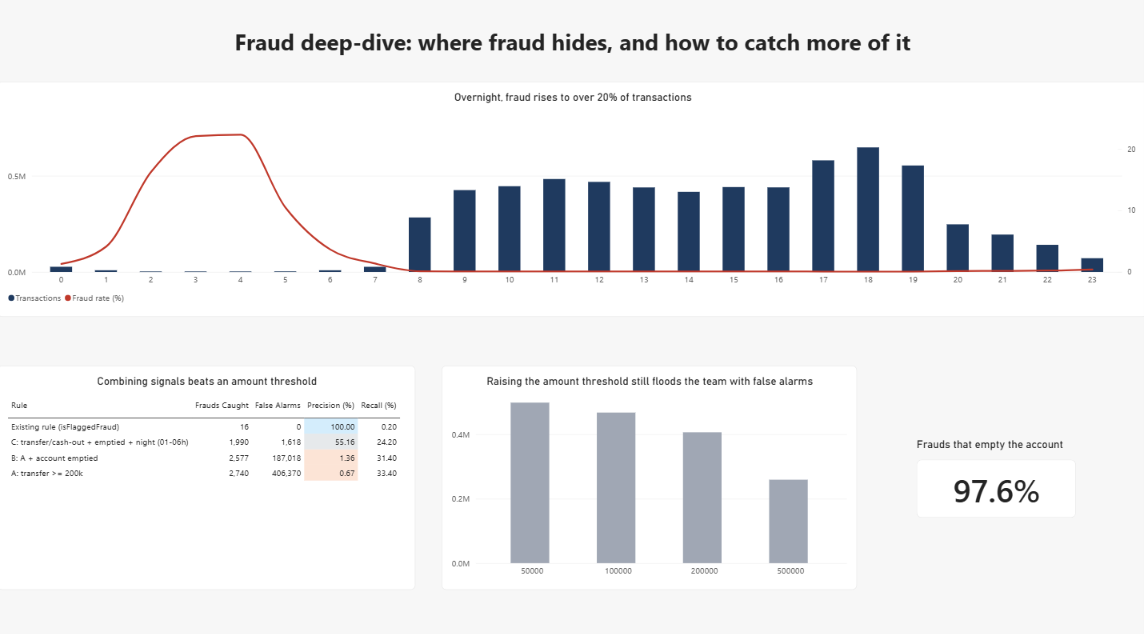 Fraud deep-dive: where fraud hides, and how to catch more of it
Overnight, fraud rises to over 20% of transactions
0.5M
0.0M
20
10
0
0 1 2 3 4 5 6 7 8 9 10 11 12 13 14 15 16 17 18 19 20 21 22 23
Transactions Fraud rate (%)
Combining signals beats an amount threshold
Rule Frauds Caught False Alarms Precision (%) Recall (%)
Existing rule (isFlaggedFraud) 16 0 100.00 0.20
C: transfer/cash-out + emptied + night (01-06h) 1,990 1,618 55.16 24.20
B: A + account emptied 2,577 187,018 1.36 31.40
A: transfer >= 200k 2,740 406,370 0.67 33.40
Raising the amount threshold still floods the team with false alarms
0.4M
0.2M
0.0M
50000 100000 200000 500000
Frauds that empty the account
97.6%